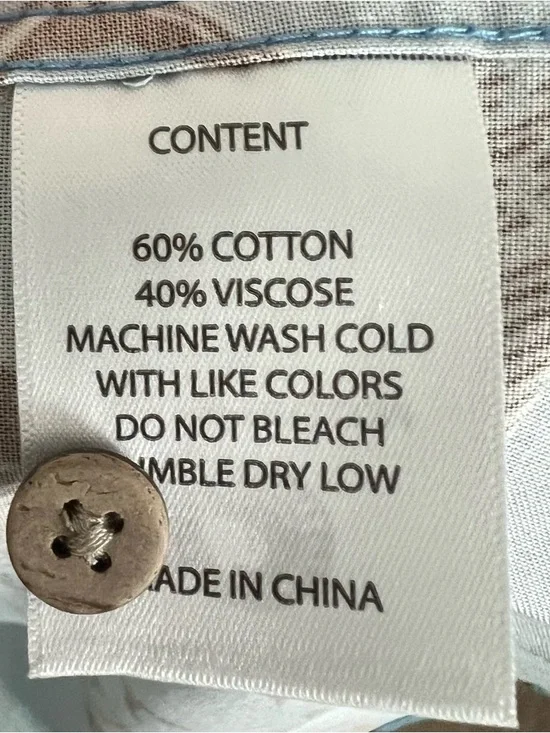 CONTENT
60% COTTON
40% VISCOSE
MACHINE WASH COLD
WITH LIKE COLORS
DO NOT BLEACH
DRY LOW
IN CHINA